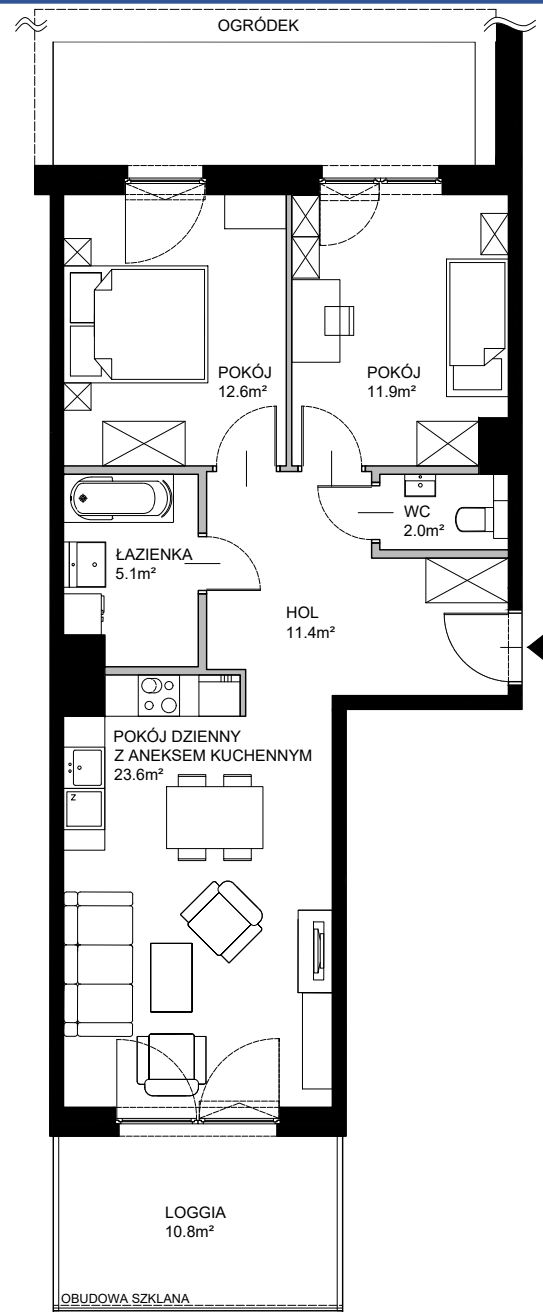 OGRÓDEK
POKÓJ
12.6m²
POKÓJ
11.9m²
WC
2.0m²
ŁAZIENKA
5.1m²
HOL
11.4m²
POKÓJ DZIENNY
Z ANEKSEM KUCHENNYM
23.6m²
Z
LOGGIA
10.8m²
OBUDOWA SZKLANA